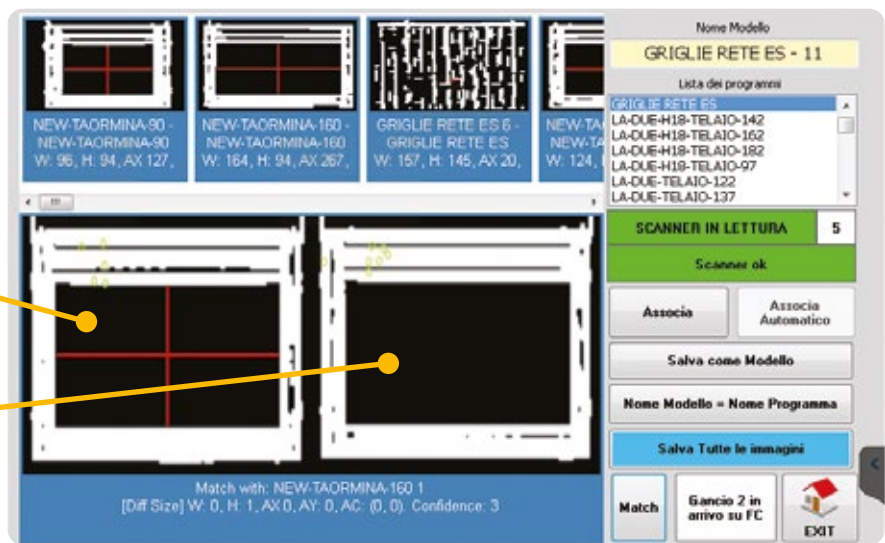 NEW-TAORMINA-90 -
NEW-TAORMINA-90
W: 96, H: 94, AX 127,
NEW-TAORMINA-160 -
NEW-TAORMINA-160
W: 164, H: 94, AX 267,
GRIGLIE RETE ES 6 -
GRIGLIE RETE ES
W: 157, H: 145, AX 20,
NEW-TA
NEW-TA
W: 124,
Match with: NEW-TAORMINA-160 1
[Diff Size] W: 0, H: 1, AX 0, AY: 0, AC: (0, 0). Confidence: 3
Nome Modello
GRIGLIE RETE ES - 11
Lista dei programmi
GRIGLIE RETE ES
LA-DUE-H18-TELAIO-142
LA-DUE-H18-TELAIO-162
LA-DUE-H18-TELAIO-182
LA-DUE-H18-TELAIO-97
LA-DUE-TELAIO-122
LA-DUE-TELAIO-137
SCANNER IN LETTURA 5
Scanner ok
Associa
Associa
Automatico
Salva come Modello
Nome Modello = Nome Programma
Salva Tutte le immagini
Match
Gancio 2 in
arrivo su FC
EXIT